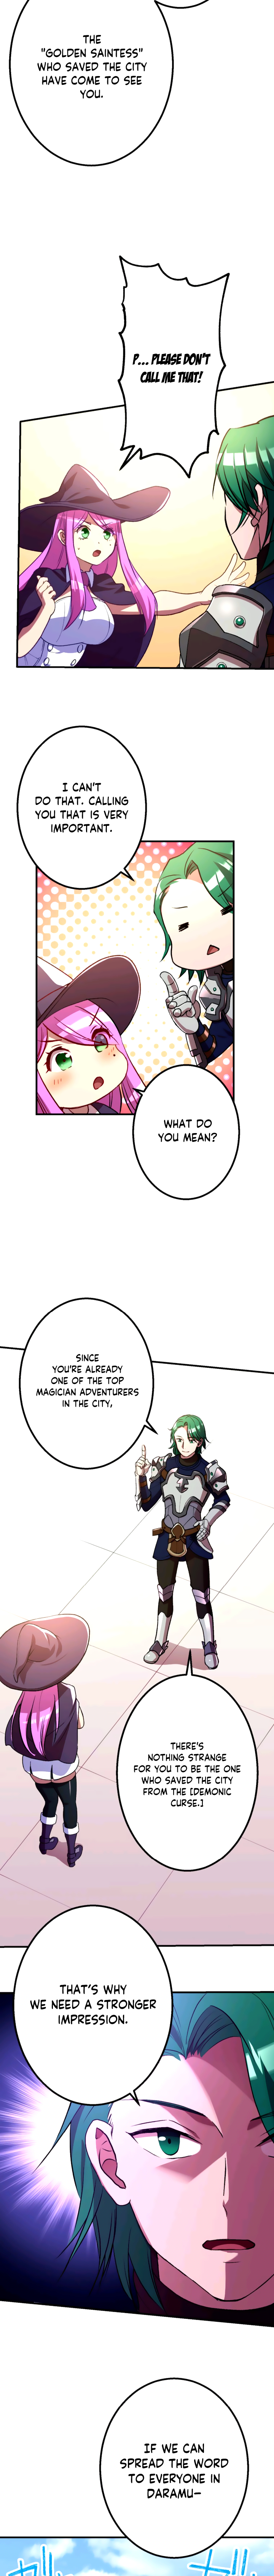 THE
"GOLDEN SAINTESS"
WHO SAVED THE CITY
HAVE COME TO SEE
YOU.
P... PLEASE DON'T
CALL ME THAT!
I CAN'T
DO THAT. CALLING
YOU THAT IS VERY
IMPORTANT.
WHAT DO
YOU MEAN?
SINCE
YOU'RE ALREADY
ONE OF THE TOP
MAGICIAN ADVENTURERS
IN THE CITY,
THERE'S
NOTHING STRANGE
FOR YOU TO BE THE ONE
WHO SAVED THE CITY
FROM THE [DEMONIC
CURSE.]
THAT'S WHY
WE NEED A STRONGER
IMPRESSION.
IF WE CAN
SPREAD THE WORD
TO EVERYONE IN
DARAMU-